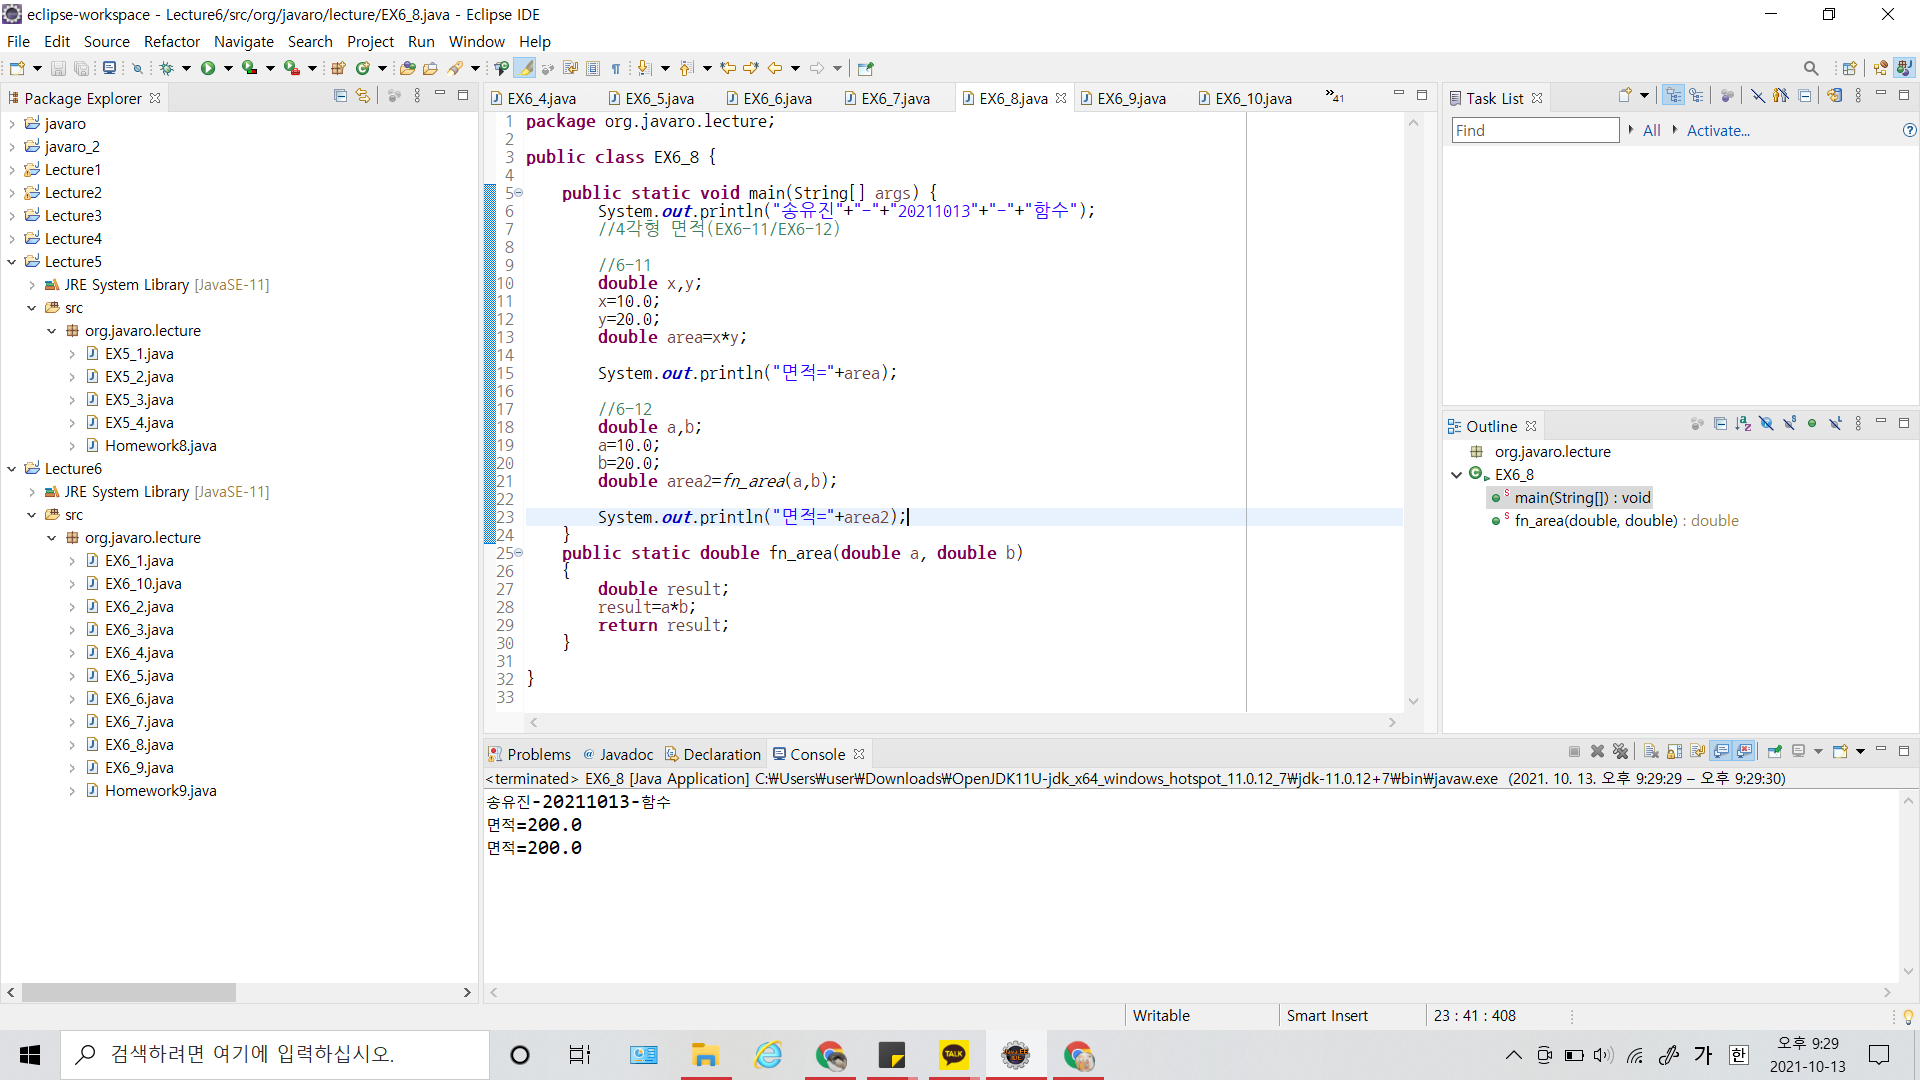 eclipse-workspace - Lecture6/src/org/javaro/lecture/EX6_8.java - Eclipse IDE
File Edit Source Refactor Navigate Search Project Run Window Help
Package Explorer
javaro
javaro_2
Lecture1
Lecture2
Lecture3
Lecture4
Lecture5
JRE System Library [JavaSE-11]
src
org.javaro.lecture
EX5_1.java
EX5_2.java
EX5_3.java
EX5_4.java
Homework8.java
Lecture6
JRE System Library [JavaSE-11]
src
org.javaro.lecture
EX6_1.java
EX6_10.java
EX6_2.java
EX6_3.java
EX6_4.java
EX6_5.java
EX6_6.java
EX6_7.java
EX6_8.java
EX6_9.java
Homework9.java
EX6_4.java EX6_5.java EX6_6.java EX6_7.java EX6_8.java EX6_9.java EX6_10.java »41
1 package org.javaro.lecture;
2
3 public class EX6_8 {
4
5 public static void main(String[] args) {
6 System.out.println("송유진"+"-"+"20211013"+"-"+"함수");
7 //4각형 면적(EX6-11/EX6-12)
8
9 //6-11
10 double x,y;
11 x=10.0;
12 y=20.0;
13 double area=x*y;
14
15 System.out.println("면적="+area);
16
17 //6-12
18 double a,b;
19 a=10.0;
20 b=20.0;
21 double area2=fn_area(a,b);
22
23 System.out.println("면적="+area2);
24 }
25 public static double fn_area(double a, double b)
26 {
27 double result;
28 result=a*b;
29 return result;
30 }
31
32 }
33
Task List
Find All Activate...
Outline
org.javaro.lecture
EX6_8
main(String[]) : void
fn_area(double, double) : double
Problems @ Javadoc Declaration Console
<terminated> EX6_8 [Java Application] C:₩Users₩user₩Downloads₩OpenJDK11U-jdk_x64_windows_hotspot_11.0.12_7₩jdk-11.0.12+7₩bin₩javaw.exe (2021. 10. 13. 오후 9:29:29 – 오후 9:29:30)
송유진-20211013-함수
면적=200.0
면적=200.0
Writable Smart Insert 23 : 41 : 408
검색하려면 여기에 입력하십시오.
TALK
가 한
오후 9:29
2021-10-13